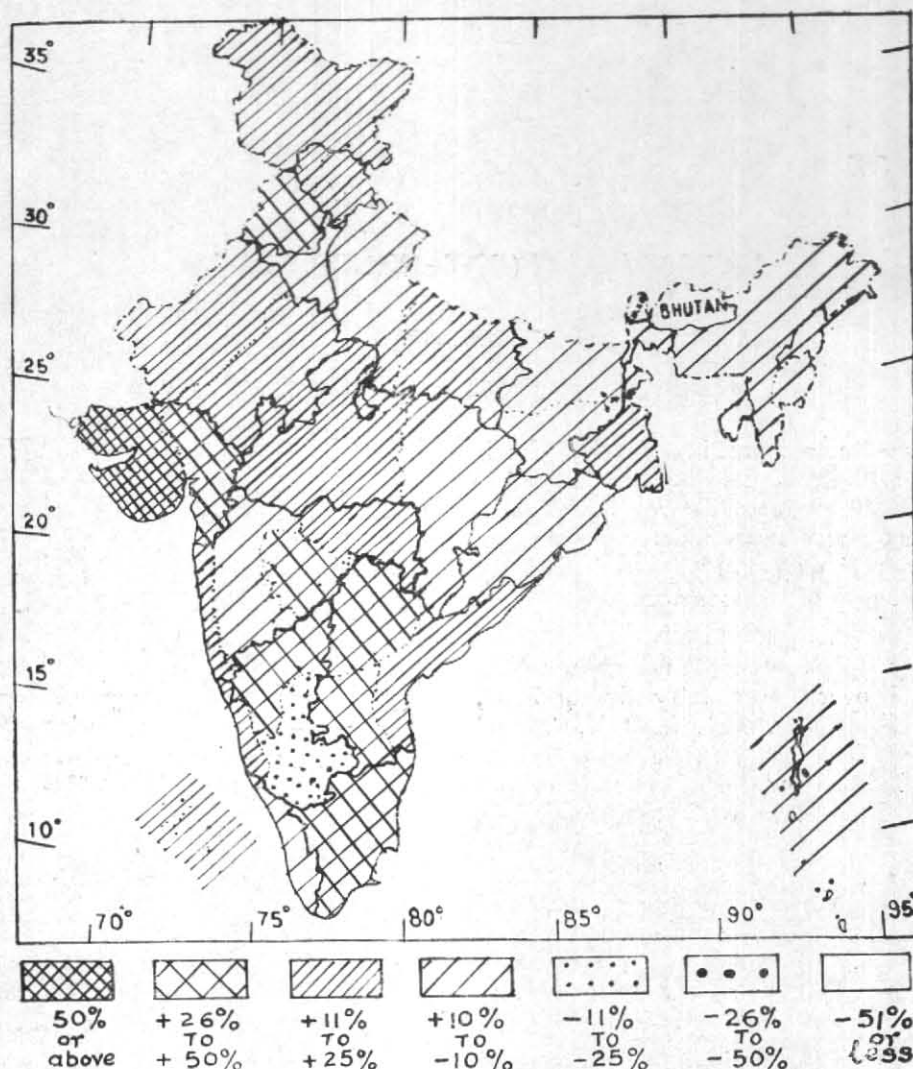 35°
30°
BHUTAN
25°
20°
15°
10°
70° 75° 80° 85° 90° 95°
50% or above
+26% TO +50%
+11% TO +25%
+10% TO -10%
-11% TO -25%
-26% TO -50%
-51% or less